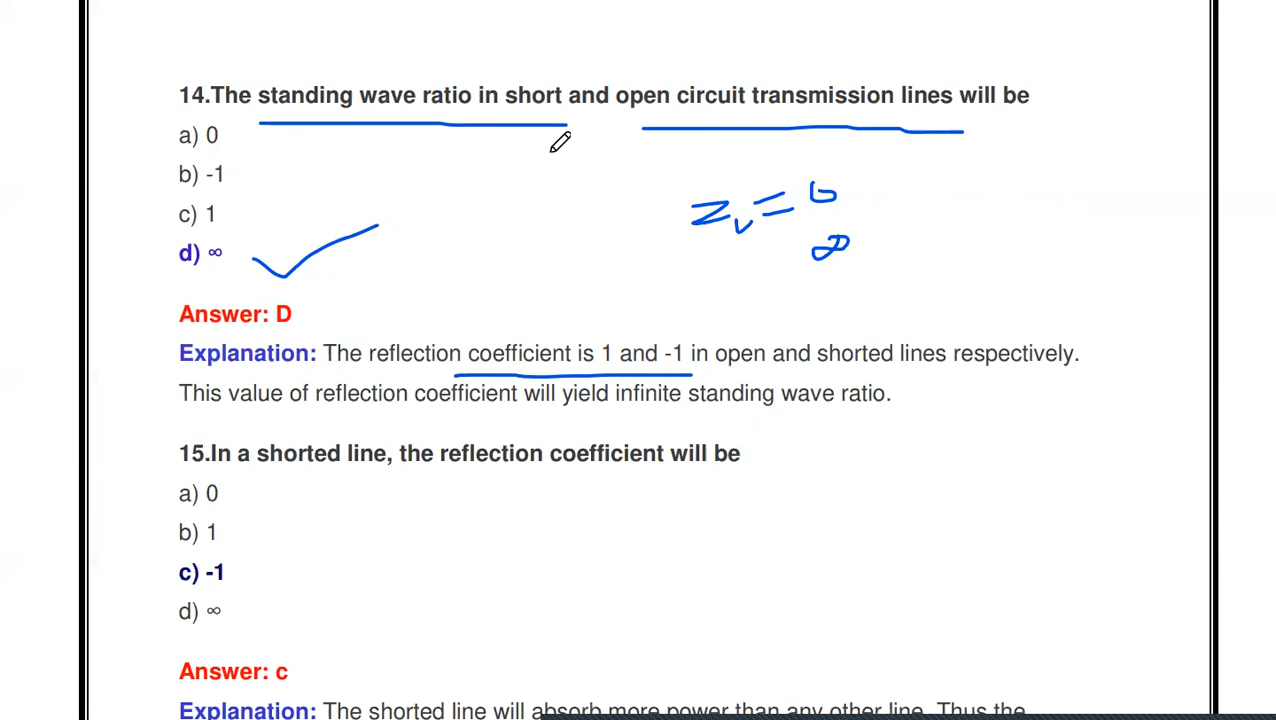 14.The standing wave ratio in short and open circuit transmission lines will be
a) 0
b) -1
c) 1
d) ∞
Z = 0
∞
Answer: D
Explanation: The reflection coefficient is 1 and -1 in open and shorted lines respectively.
This value of reflection coefficient will yield infinite standing wave ratio.
15.In a shorted line, the reflection coefficient will be
a) 0
b) 1
c) -1
d) ∞
Answer: c
Explanation: The shorted line will absorb more power than any other line. Thus the